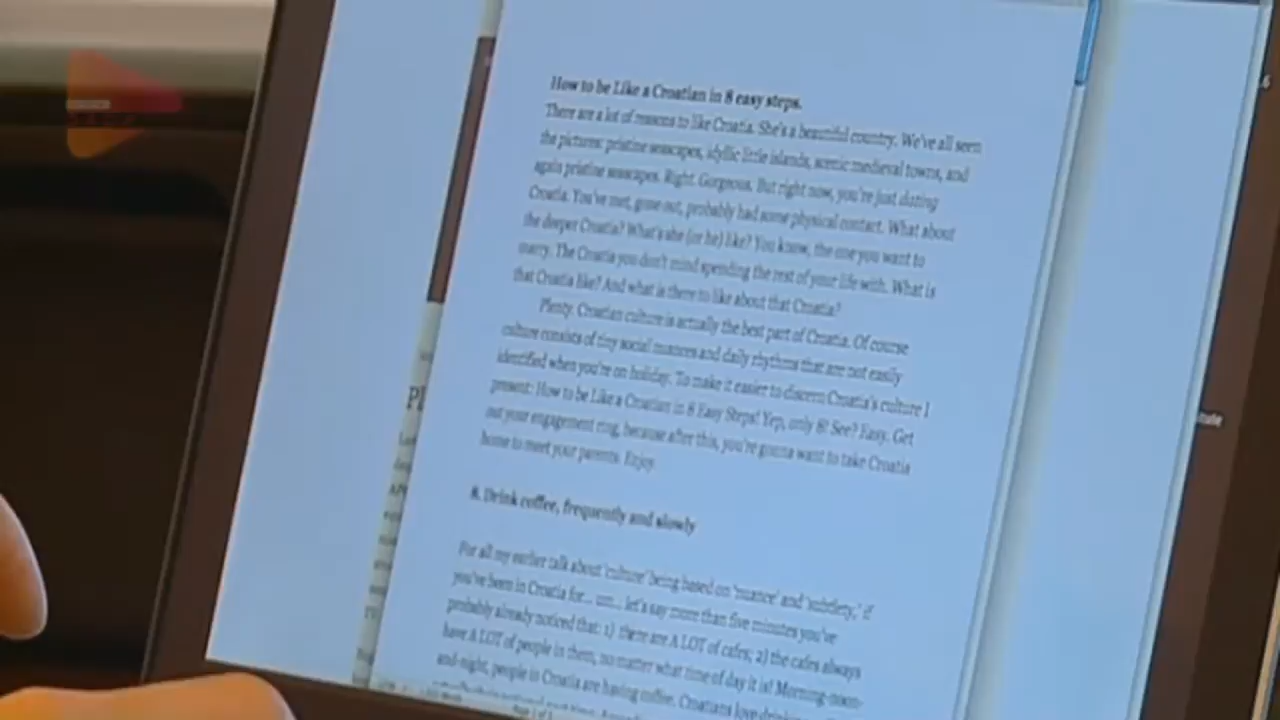 How to be Like a Croatian in 8 easy steps.
There are a lot of reasons to like Croatia. She's a beautiful country. We've all seen
the pictures: pristine seascapes, idyllic little islands, scenic medieval towns, and
again pristine seascapes. Right. Gorgeous. But right now, you're just dating
Croatia. You've met, gone out, probably had some physical contact. What about
the deeper Croatia? What's she (or he) like? You know, the one you want to
marry. The Croatia you don't mind spending the rest of your life with. What is
that Croatia like? And what is there to like about that Croatia?
Plenty. Croatian culture is actually the best part of Croatia. Of course
culture consists of tiny social nuances and daily rhythms that are not easily
identified when you're on holiday. To make it easier to discern Croatia's culture I
present: How to be Like a Croatian in 8 Easy Steps! Yep, only 8! See? Easy. Get
out your engagement ring, because after this, you're gonna want to take Croatia
home to meet your parents. Enjoy.
8. Drink coffee, frequently and slowly
For all my earlier talk about 'culture' being based on 'nuance' and 'subtlety,' if
you've been in Croatia for... um... let's say more than five minutes you've
probably already noticed that: 1) there are A LOT of cafes; 2) the cafes always
have A LOT of people in them, no matter what time of day it is! Morning-noon-
and-night, people in Croatia are having coffee. Croatians love